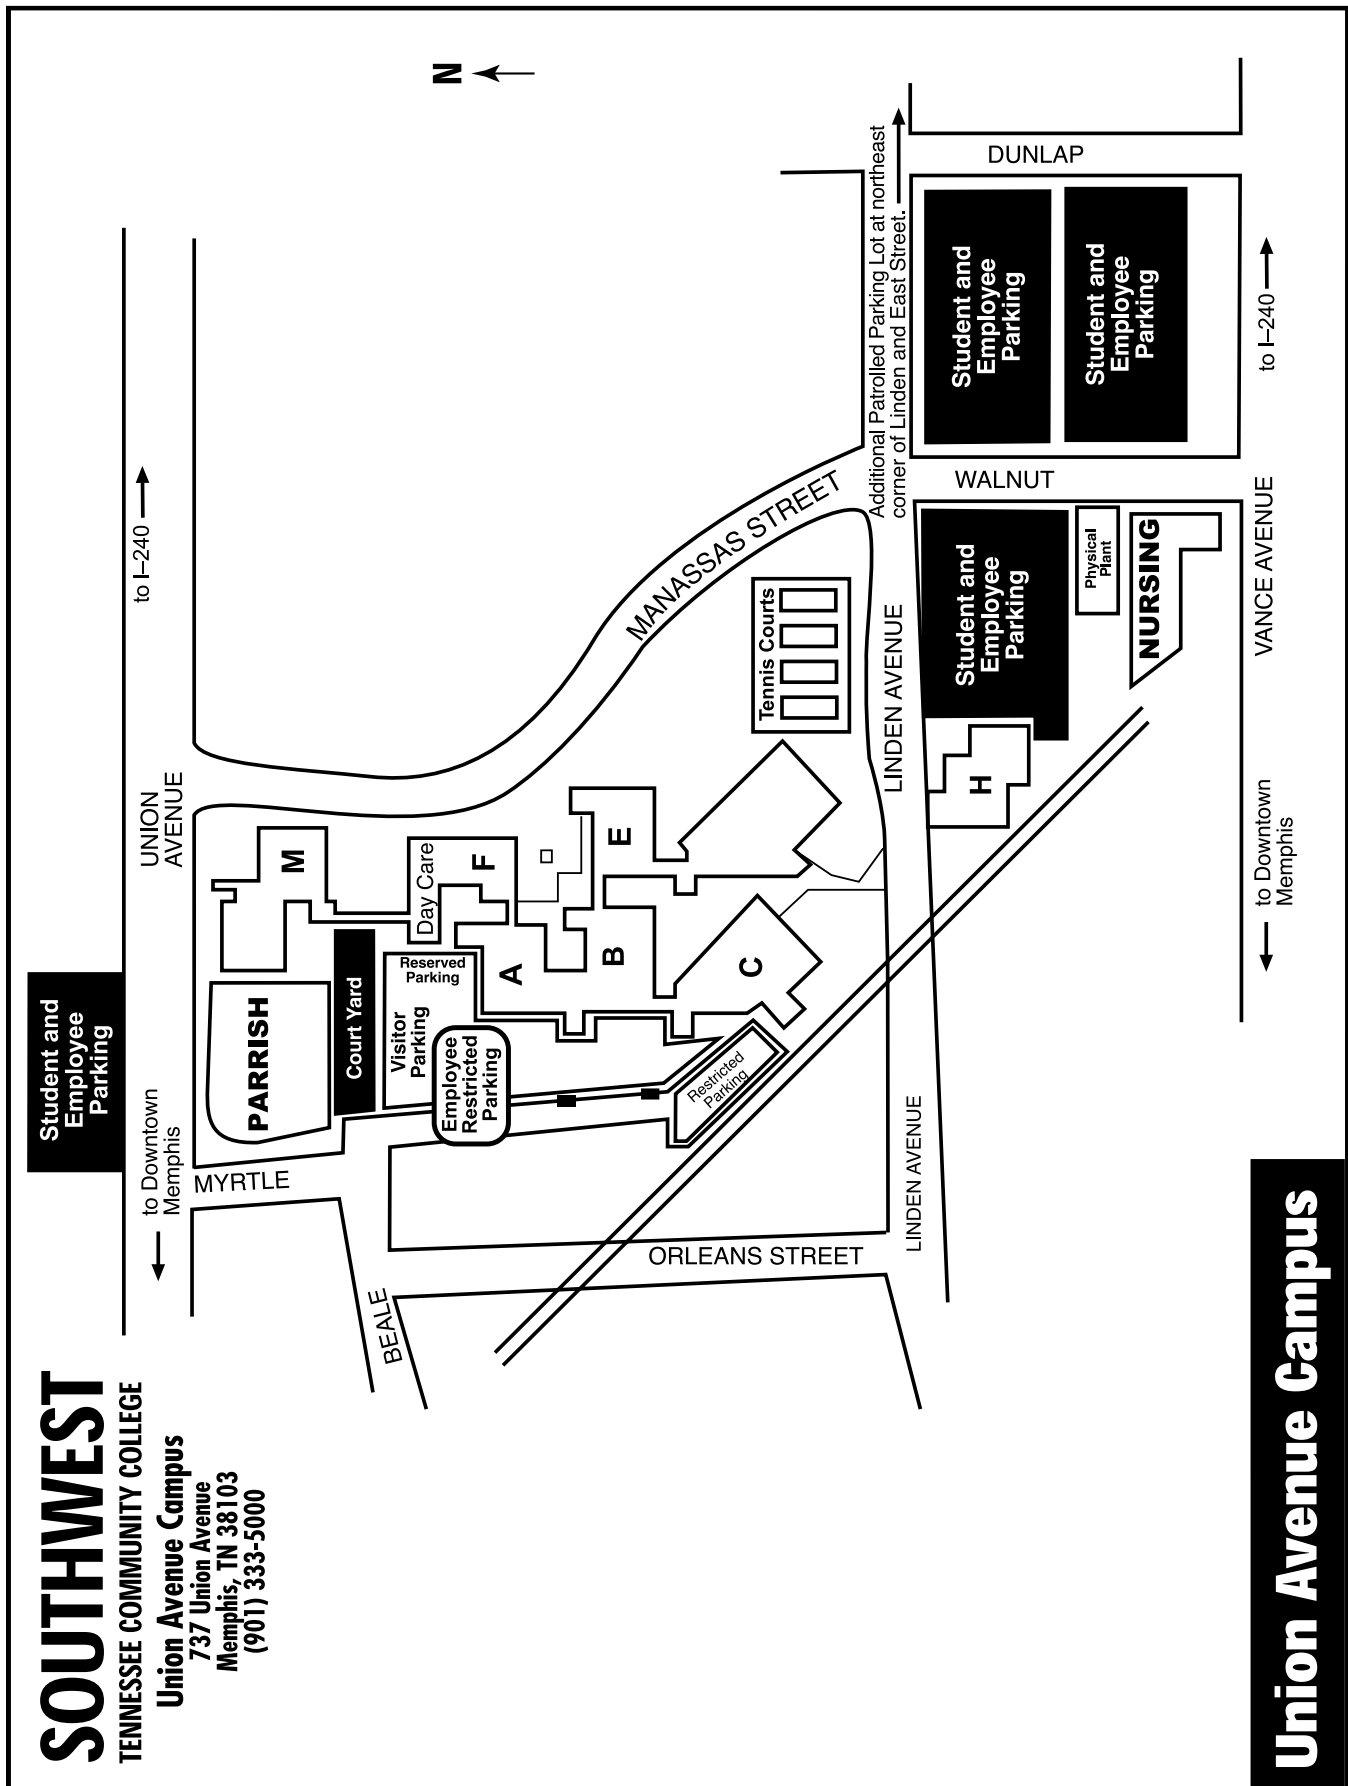 SOUTHWEST
TENNESSEE COMMUNITY COLLEGE
Union Avenue Campus
737 Union Avenue
Memphis, TN 38103
(901) 333-5000
N
Student and
Employee
Parking
to Downtown
Memphis
UNION
AVENUE
to I–240
MYRTLE
PARRISH
M
Court Yard
Visitor
Parking
Reserved
Parking
Day Care
F
Employee
Restricted
Parking
A
B
E
C
Restricted
Parking
BEALE
ORLEANS STREET
MANASSAS STREET
Tennis Courts
LINDEN AVENUE
LINDEN AVENUE
Additional Patrolled Parking Lot at northeast
corner of Linden and East Street.
H
Student and
Employee
Parking
Physical
Plant
NURSING
WALNUT
Student and
Employee
Parking
Student and
Employee
Parking
DUNLAP
to Downtown
Memphis
VANCE AVENUE
to I–240
Union Avenue Campus